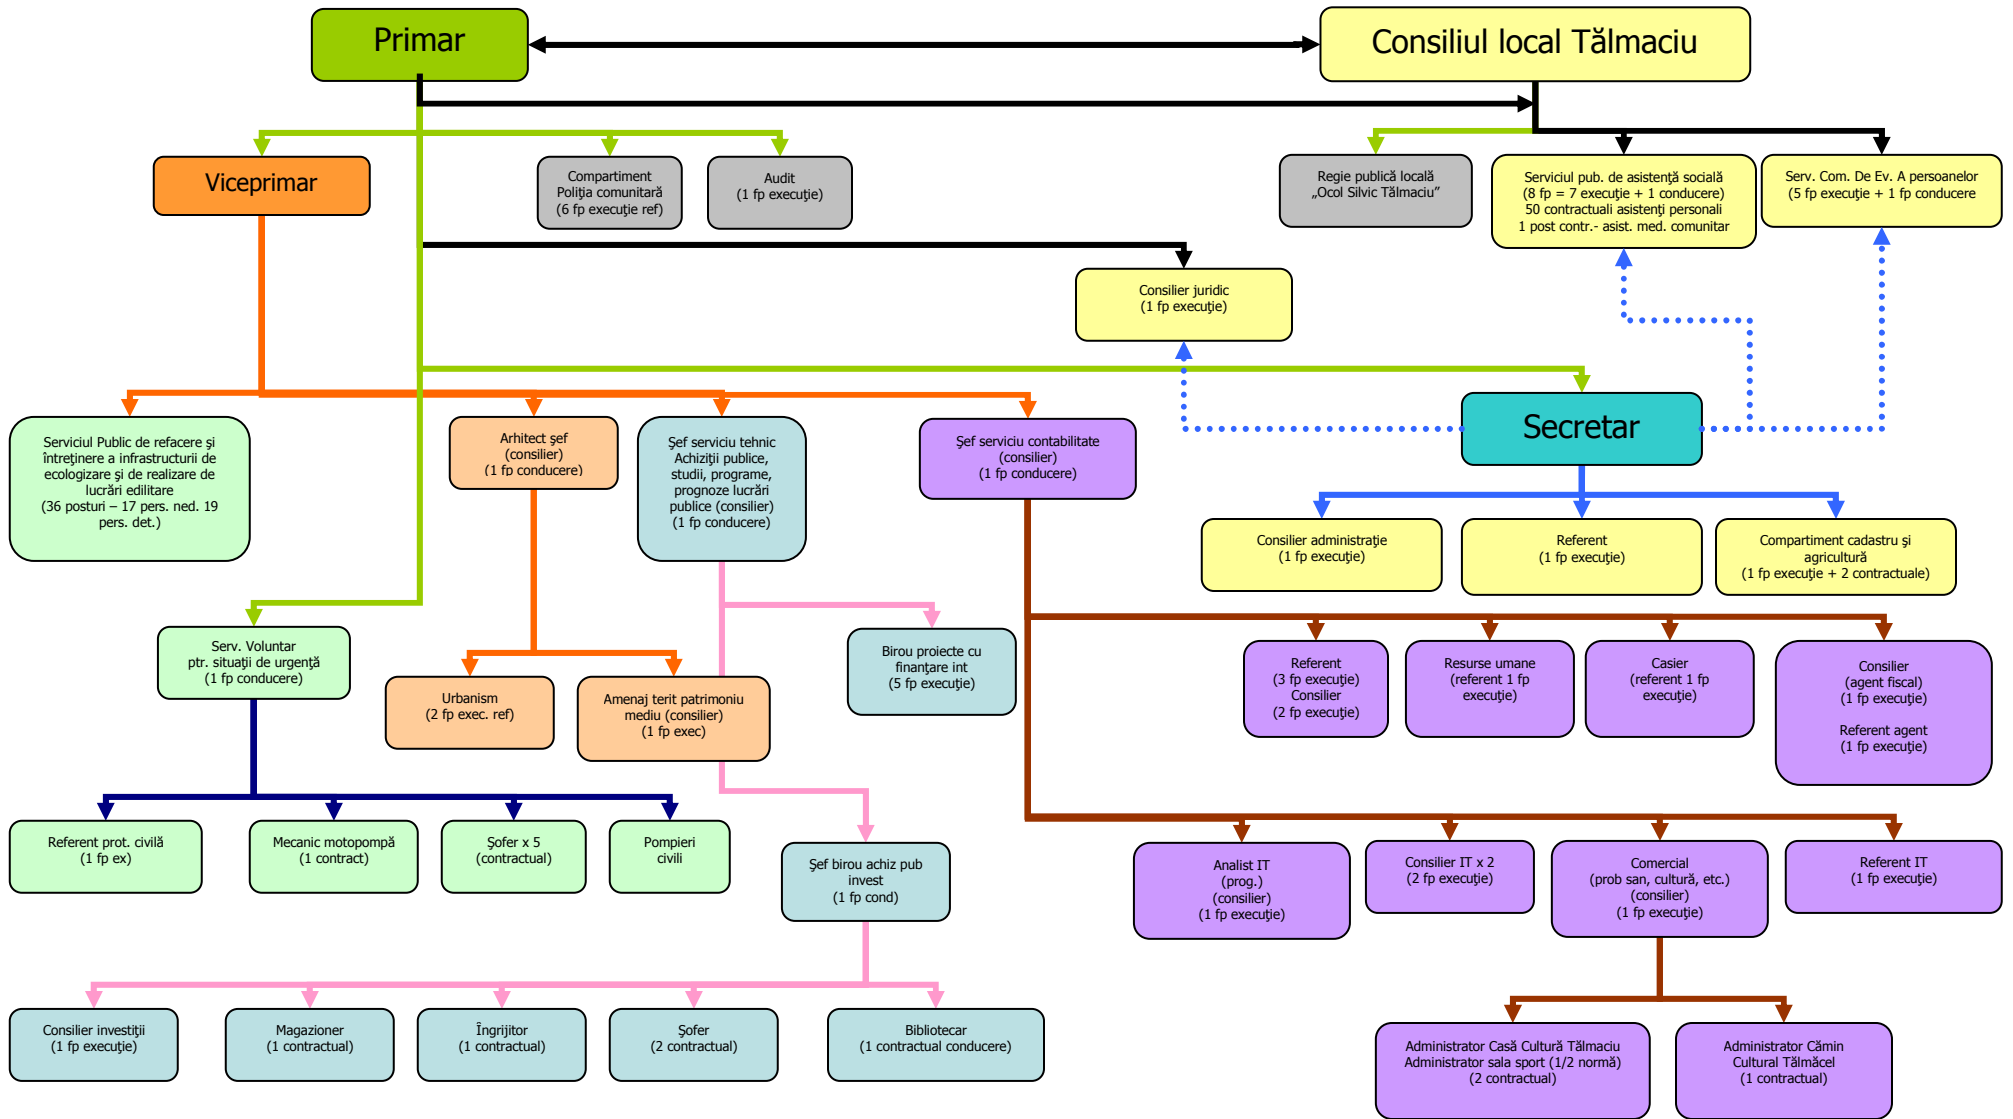 Primar
Consiliul local Tălmaciu
Viceprimar
Compartiment
Poliţia comunitară
(6 fp execuţie ref)
Audit
(1 fp execuţie)
Regie publică locală
„Ocol Silvic Tălmaciu”
Serviciul pub. de asistenţă socială
(8 fp = 7 execuţie + 1 conducere)
50 contractuali asistenţi personali
1 post contr.- asist. med. comunitar
Serv. Com. De Ev. A persoanelor
(5 fp execuţie + 1 fp conducere
Consilier juridic
(1 fp execuţie)
Serviciul Public de refacere şi
întreţinere a infrastructurii de
ecologizare şi de realizare de
lucrări edilitare
(36 posturi – 17 pers. ned. 19
pers. det.)
Arhitect şef
(consilier)
(1 fp conducere)
Şef serviciu tehnic
Achiziţii publice,
studii, programe,
prognoze lucrări
publice (consilier)
(1 fp conducere)
Şef serviciu contabilitate
(consilier)
(1 fp conducere)
Secretar
Consilier administraţie
(1 fp execuţie)
Referent
(1 fp execuţie)
Compartiment cadastru şi
agricultură
(1 fp execuţie + 2 contractuale)
Serv. Voluntar
ptr. situaţii de urgenţă
(1 fp conducere)
Urbanism
(2 fp exec. ref)
Amenaj terit patrimoniu
mediu (consilier)
(1 fp exec)
Birou proiecte cu
finanţare int
(5 fp execuţie)
Referent
(3 fp execuţie)
Consilier
(2 fp execuţie)
Resurse umane
(referent 1 fp
execuţie)
Casier
(referent 1 fp
execuţie)
Consilier
(agent fiscal)
(1 fp execuţie)
Referent agent
(1 fp execuţie)
Referent prot. civilă
(1 fp ex)
Mecanic motopompă
(1 contract)
Şofer x 5
(contractual)
Pompieri
civili
Şef birou achiz pub
invest
(1 fp cond)
Analist IT
(prog.)
(consilier)
(1 fp execuţie)
Consilier IT x 2
(2 fp execuţie)
Comercial
(prob san, cultură, etc.)
(consilier)
(1 fp execuţie)
Referent IT
(1 fp execuţie)
Consilier investiţii
(1 fp execuţie)
Magazioner
(1 contractual)
Îngrijitor
(1 contractual)
Şofer
(2 contractual)
Bibliotecar
(1 contractual conducere)
Administrator Casă Cultură Tălmaciu
Administrator sala sport (1/2 normă)
(2 contractual)
Administrator Cămin
Cultural Tălmăcel
(1 contractual)